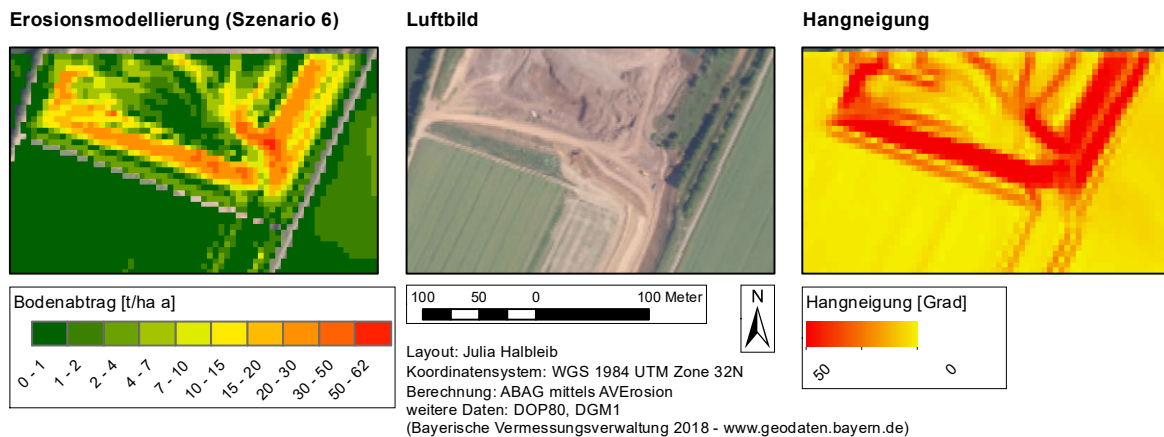 Erosionsmodellierung (Szenario 6)
Luftbild
Hangneigung
Bodenabtrag [t/ha a]
0 - 1
1 - 2
2 - 4
4 - 7
7 - 10
10 - 15
15 - 20
20 - 30
30 - 50
50 - 62
100 50 0 100 Meter
N
Layout: Julia Halbleib
Koordinatensystem: WGS 1984 UTM Zone 32N
Berechnung: ABAG mittels AVErosion
weitere Daten: DOP80, DGM1
(Bayerische Vermessungsverwaltung 2018 - www.geodaten.bayern.de)
Hangneigung [Grad]
50
0